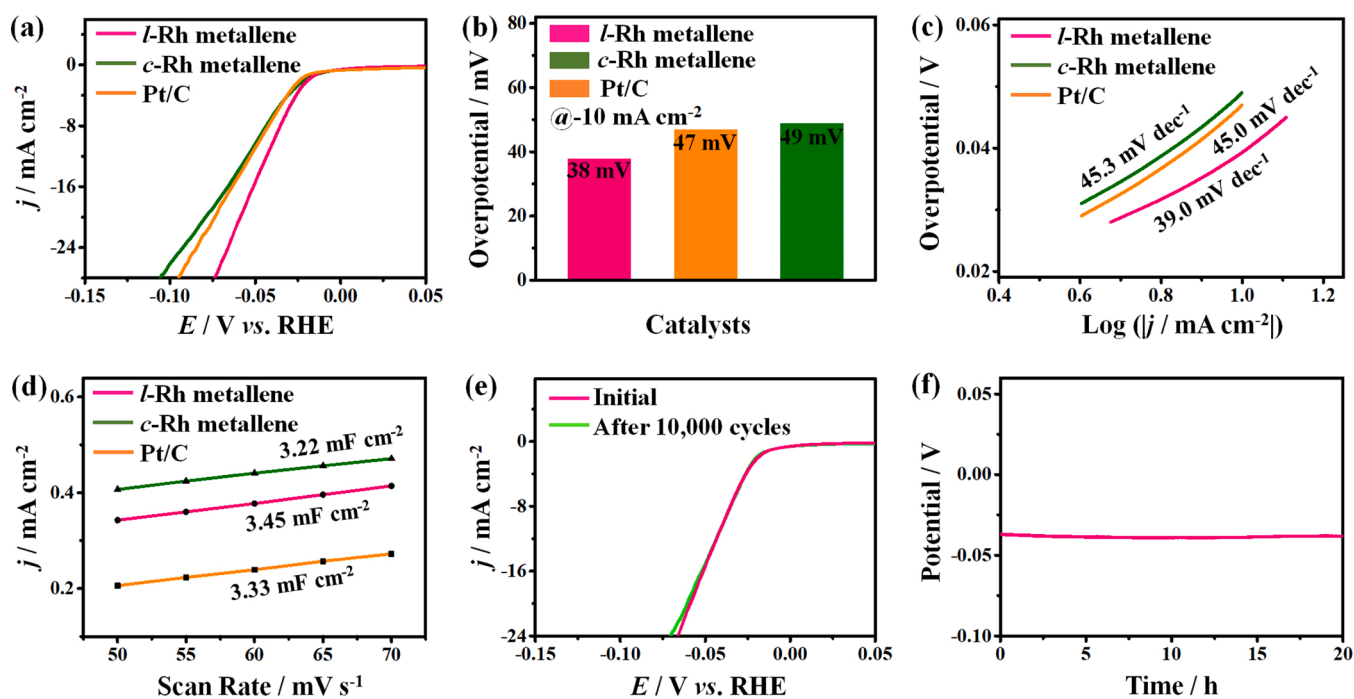 (a)
l-Rh metallene
c-Rh metallene
Pt/C
0
-8
-16
-24
j / mA cm-2
-0.15 -0.10 -0.05 0.00 0.05
E / V vs. RHE
(b)
80
60
40
20
0
Overpotential / mV
l-Rh metallene
c-Rh metallene
Pt/C
@-10 mA cm-2
38 mV
47 mV
49 mV
Catalysts
(c)
0.06
0.04
0.02
Overpotential / V
l-Rh metallene
c-Rh metallene
Pt/C
45.3 mV dec-1
45.0 mV dec-1
39.0 mV dec-1
0.4 0.6 0.8 1.0 1.2
Log (|j / mA cm-2|)
(d)
0.6
0.4
0.2
j / mA cm-2
l-Rh metallene
c-Rh metallene
Pt/C
3.22 mF cm-2
3.45 mF cm-2
3.33 mF cm-2
50 55 60 65 70
Scan Rate / mV s-1
(e)
0
-8
-16
-24
j / mA cm-2
Initial
After 10,000 cycles
-0.15 -0.10 -0.05 0.00 0.05
E / V vs. RHE
(f)
0.05
0.00
-0.05
-0.10
Potential / V
0 5 10 15 20
Time / h